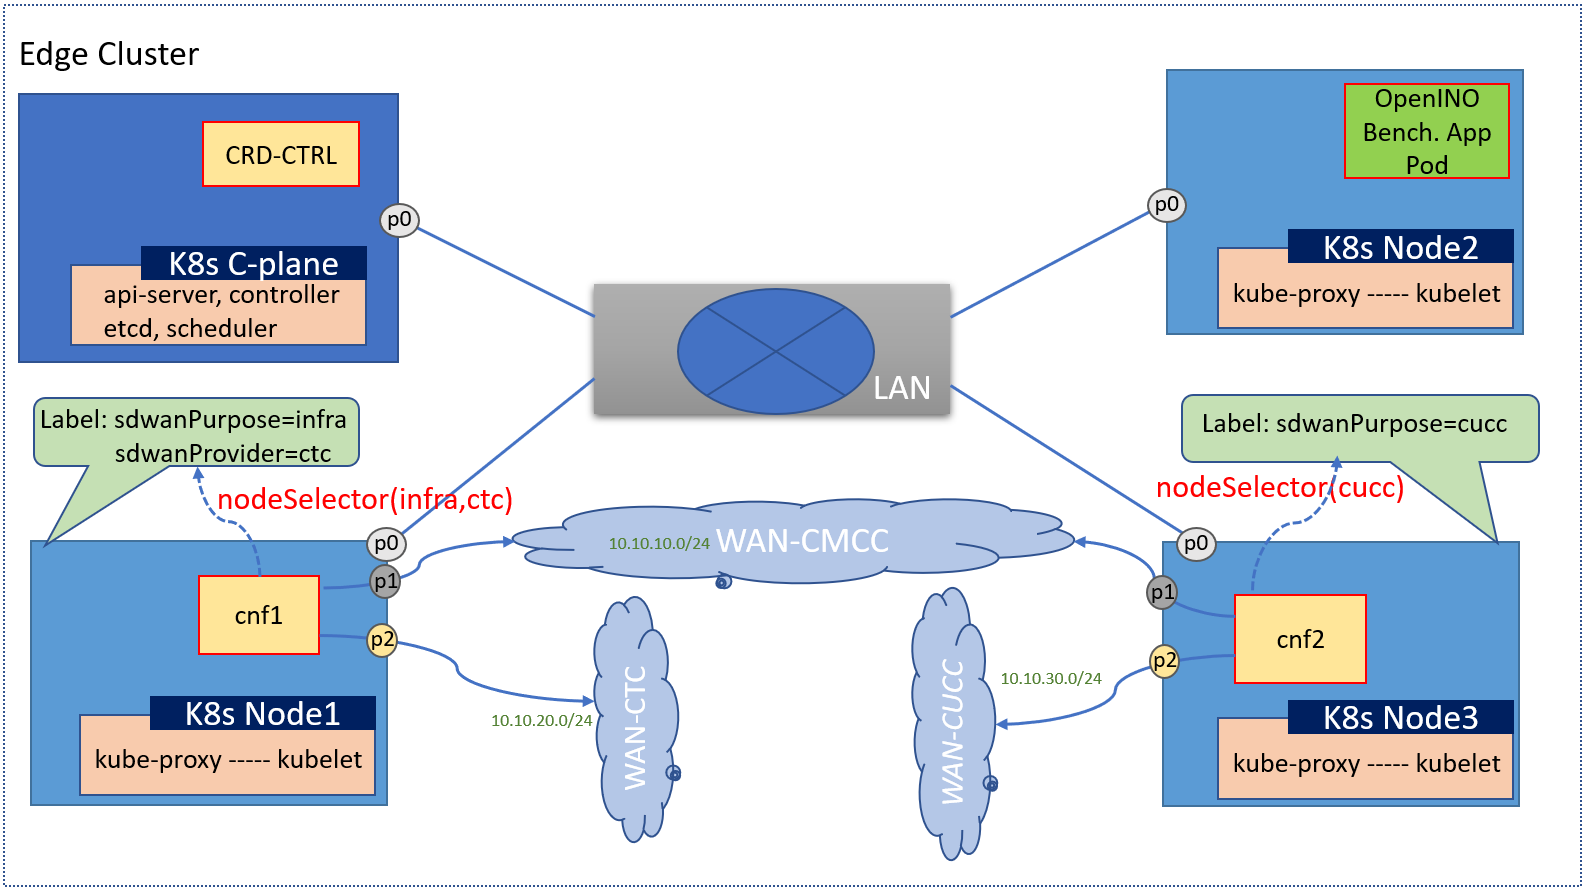 Edge Cluster
CRD-CTRL
p0
K8s C-plane
api-server, controller
etcd, scheduler
OpenINO
Bench. App
Pod
p0
K8s Node2
kube-proxy ----- kubelet
LAN
Label: sdwanPurpose=infra
sdwanProvider=ctc
nodeSelector(infra,ctc)
Label: sdwanPurpose=cucc
nodeSelector(cucc)
p0
p1
p2
cnf1
K8s Node1
kube-proxy ----- kubelet
10.10.10.0/24 WAN-CMCC
10.10.20.0/24
WAN-CTC
WAN-CUCC
10.10.30.0/24
p0
p1
p2
cnf2
K8s Node3
kube-proxy ----- kubelet